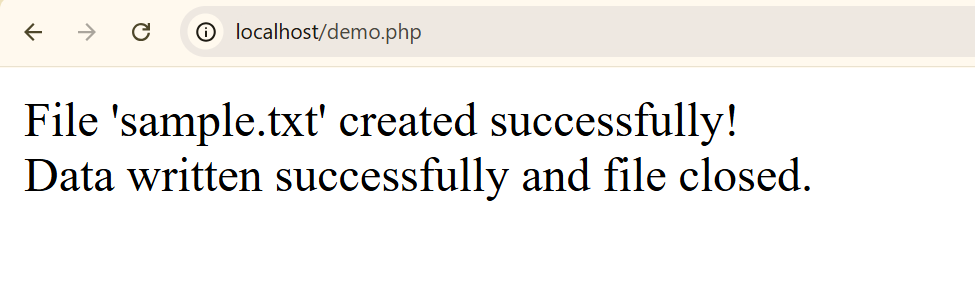 localhost/demo.php
File 'sample.txt' created successfully!
Data written successfully and file closed.